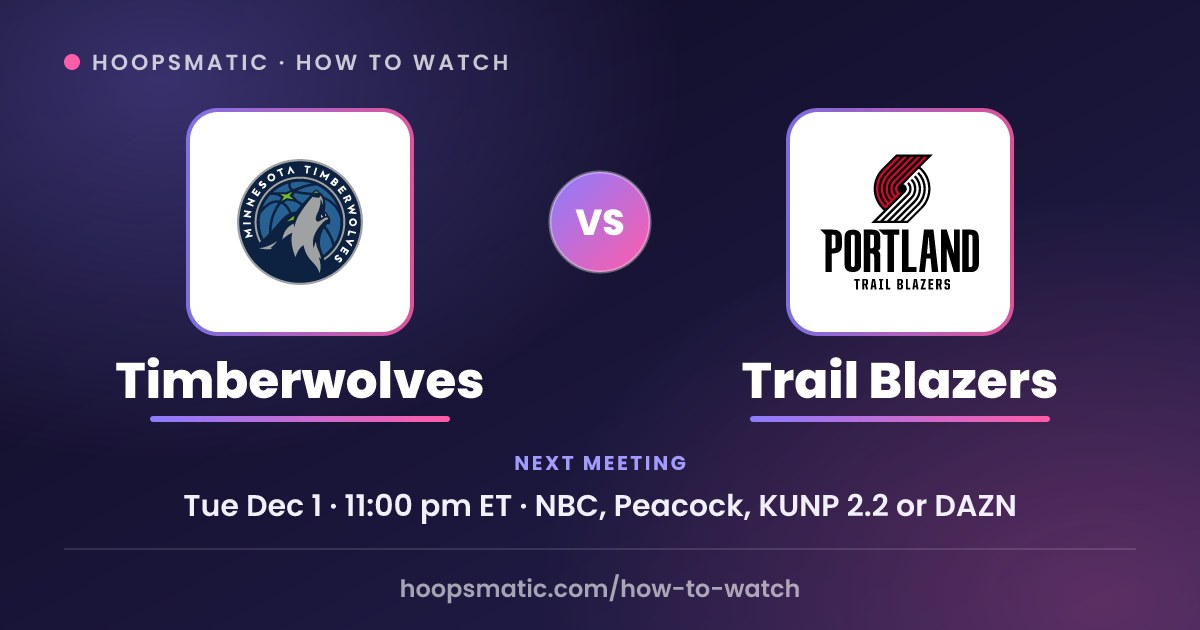 HOOPSMATIC · HOW TO WATCH
MINNESOTA TIMBERWOLVES
VS
PORTLAND
TRAIL BLAZERS
Timberwolves
Trail Blazers
NEXT MEETING
Tue Dec 1 · 11:00 pm ET · NBC, Peacock, KUNP 2.2 or DAZN
hoopsmatic.com/how-to-watch